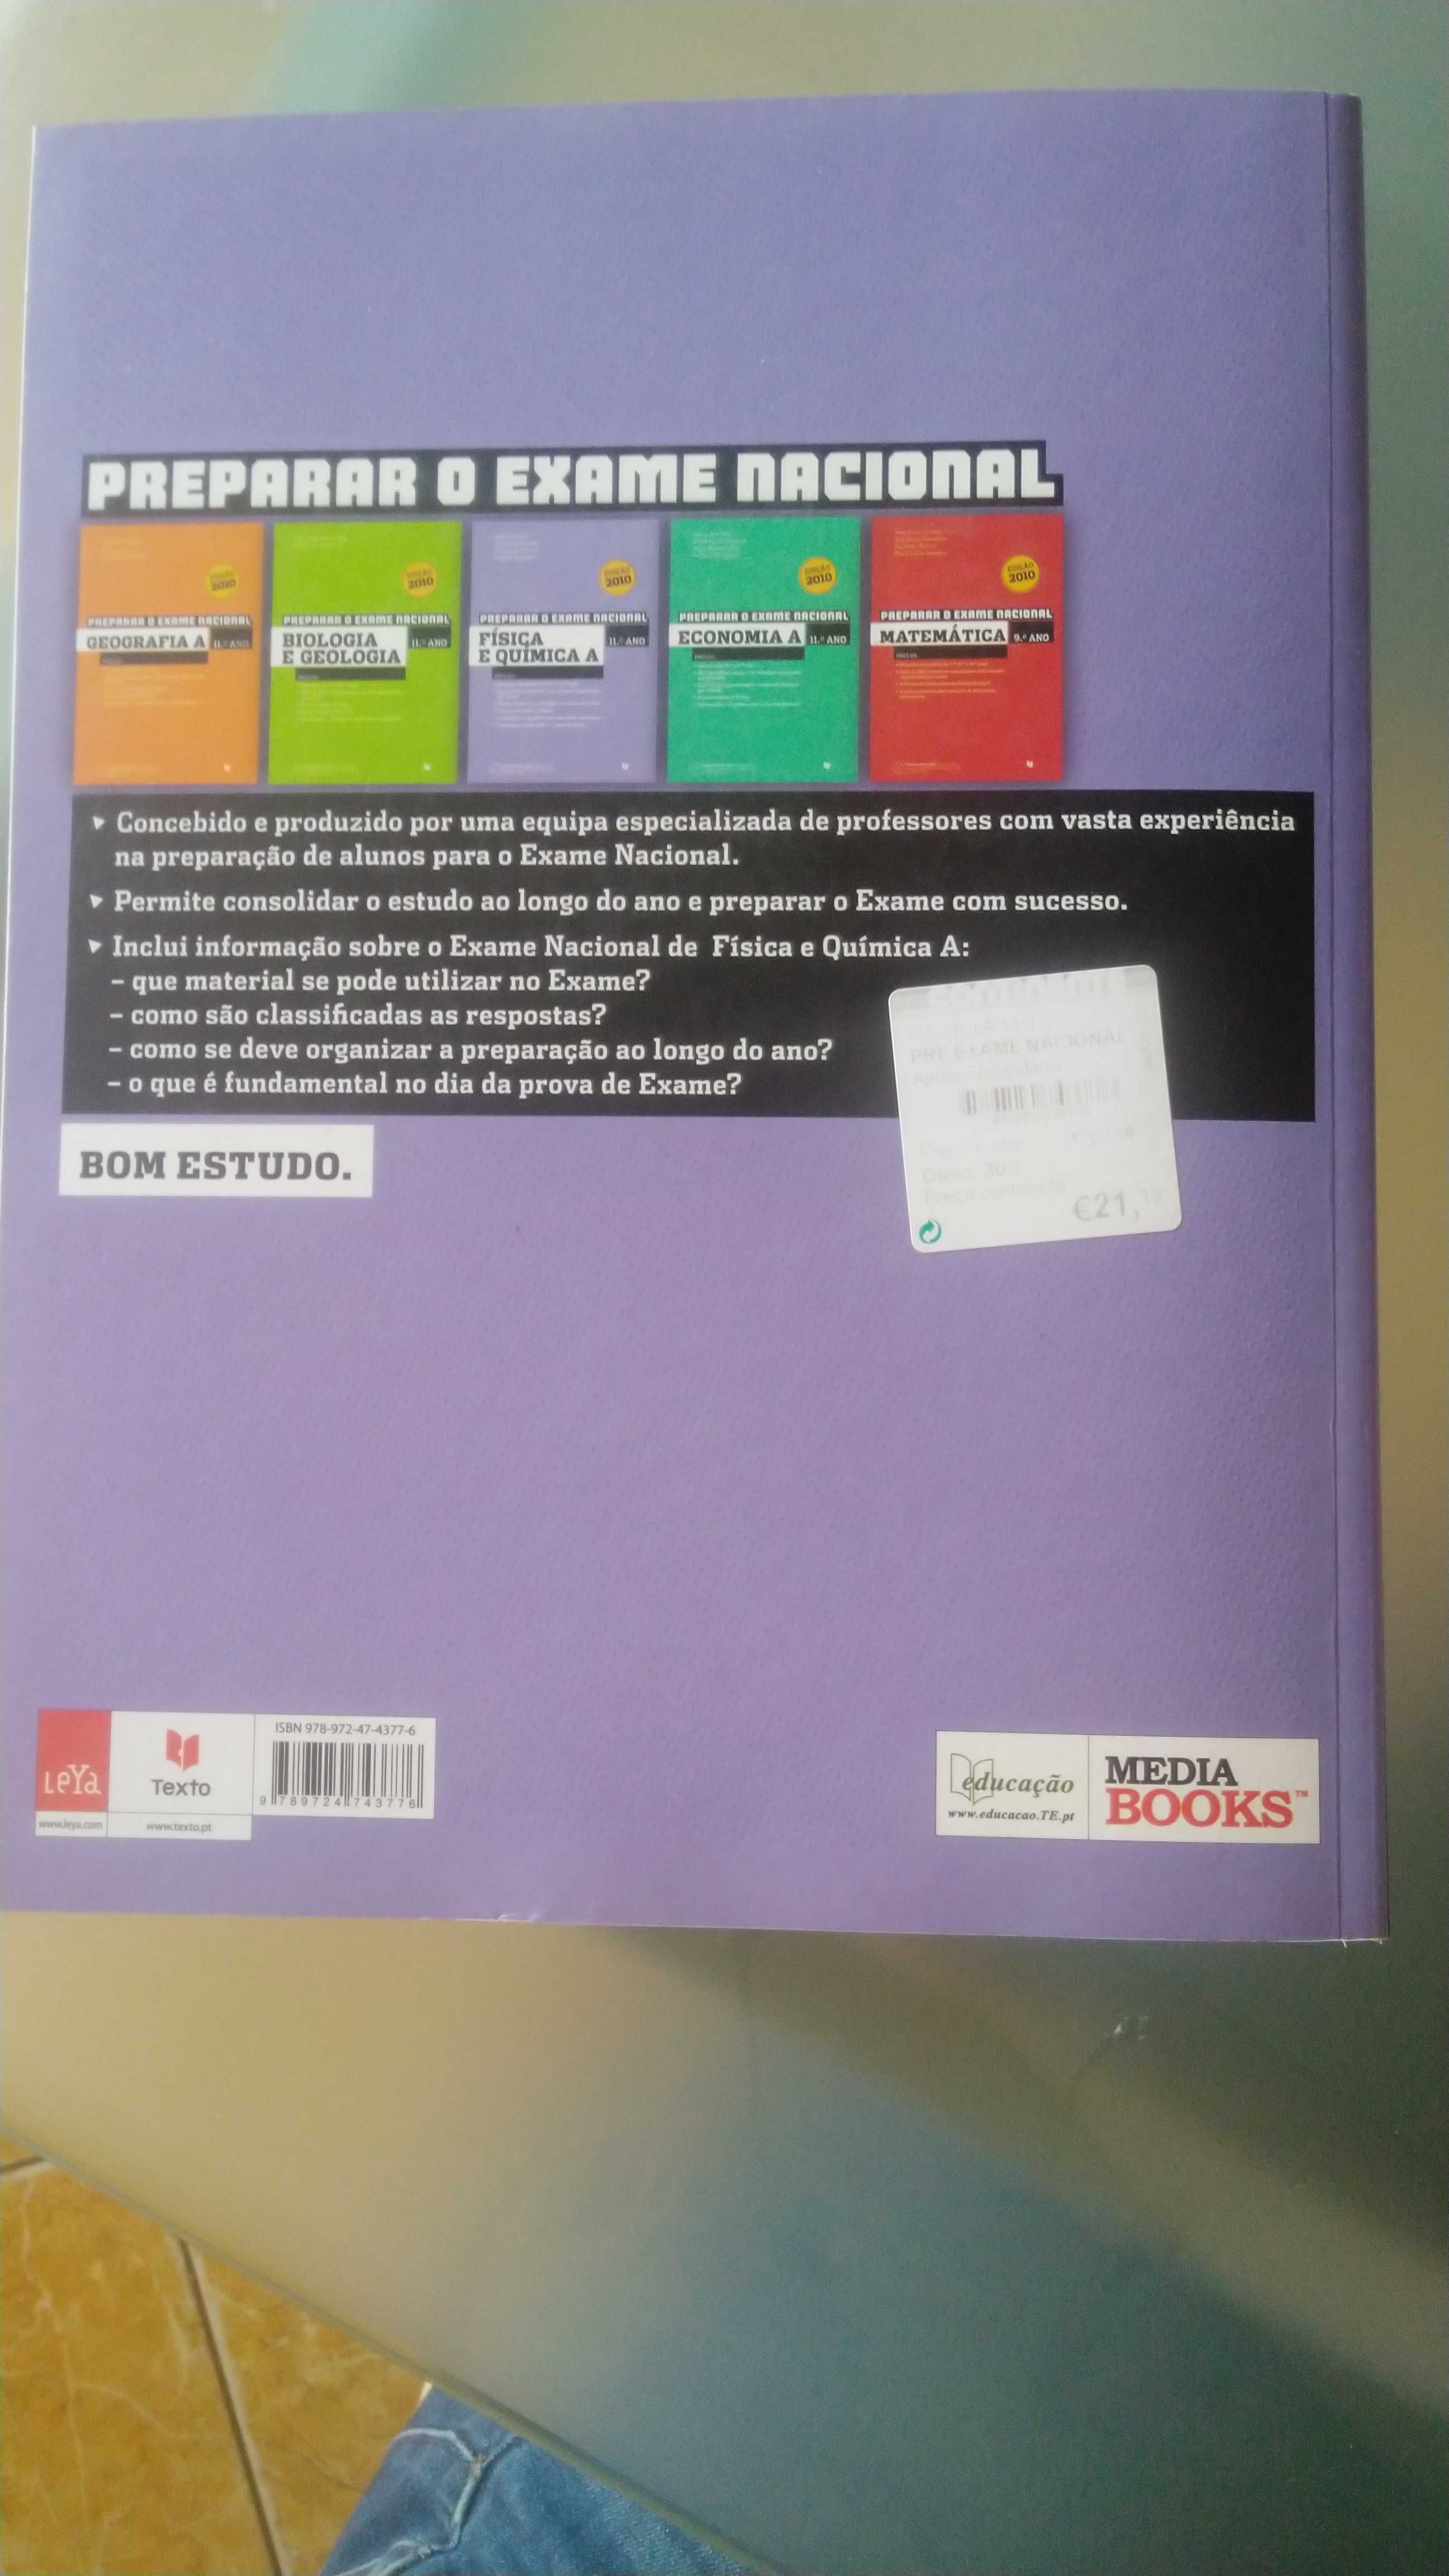 PREPARAR O EXAME NACIONAL
EDIÇÃO
2010
PREPARAR O EXAME NACIONAL
GEOGRAFIA A 11.º ANO
EDIÇÃO
2010
PREPARAR O EXAME NACIONAL
BIOLOGIA
E GEOLOGIA 11.º ANO
EDIÇÃO
2010
PREPARAR O EXAME NACIONAL
FÍSICA
E QUÍMICA A 11.º ANO
EDIÇÃO
2010
PREPARAR O EXAME NACIONAL
ECONOMIA A 11.º ANO
EDIÇÃO
2010
PREPARAR O EXAME NACIONAL
MATEMÁTICA 9.º ANO
▸ Concebido e produzido por uma equipa especializada de professores com vasta experiência
na preparação de alunos para o Exame Nacional.
▸ Permite consolidar o estudo ao longo do ano e preparar o Exame com sucesso.
▸ Inclui informação sobre o Exame Nacional de Física e Química A:
– que material se pode utilizar no Exame?
– como são classificadas as respostas?
– como se deve organizar a preparação ao longo do ano?
– o que é fundamental no dia da prova de Exame?
PRE EXAME NACIONAL
€21,13
BOM ESTUDO.
LeYa
www.leya.com
Texto
www.texto.pt
ISBN 978-972-47-4377-6
9 789724 743776
educação
www.educacao.TE.pt
MEDIA
BOOKS™